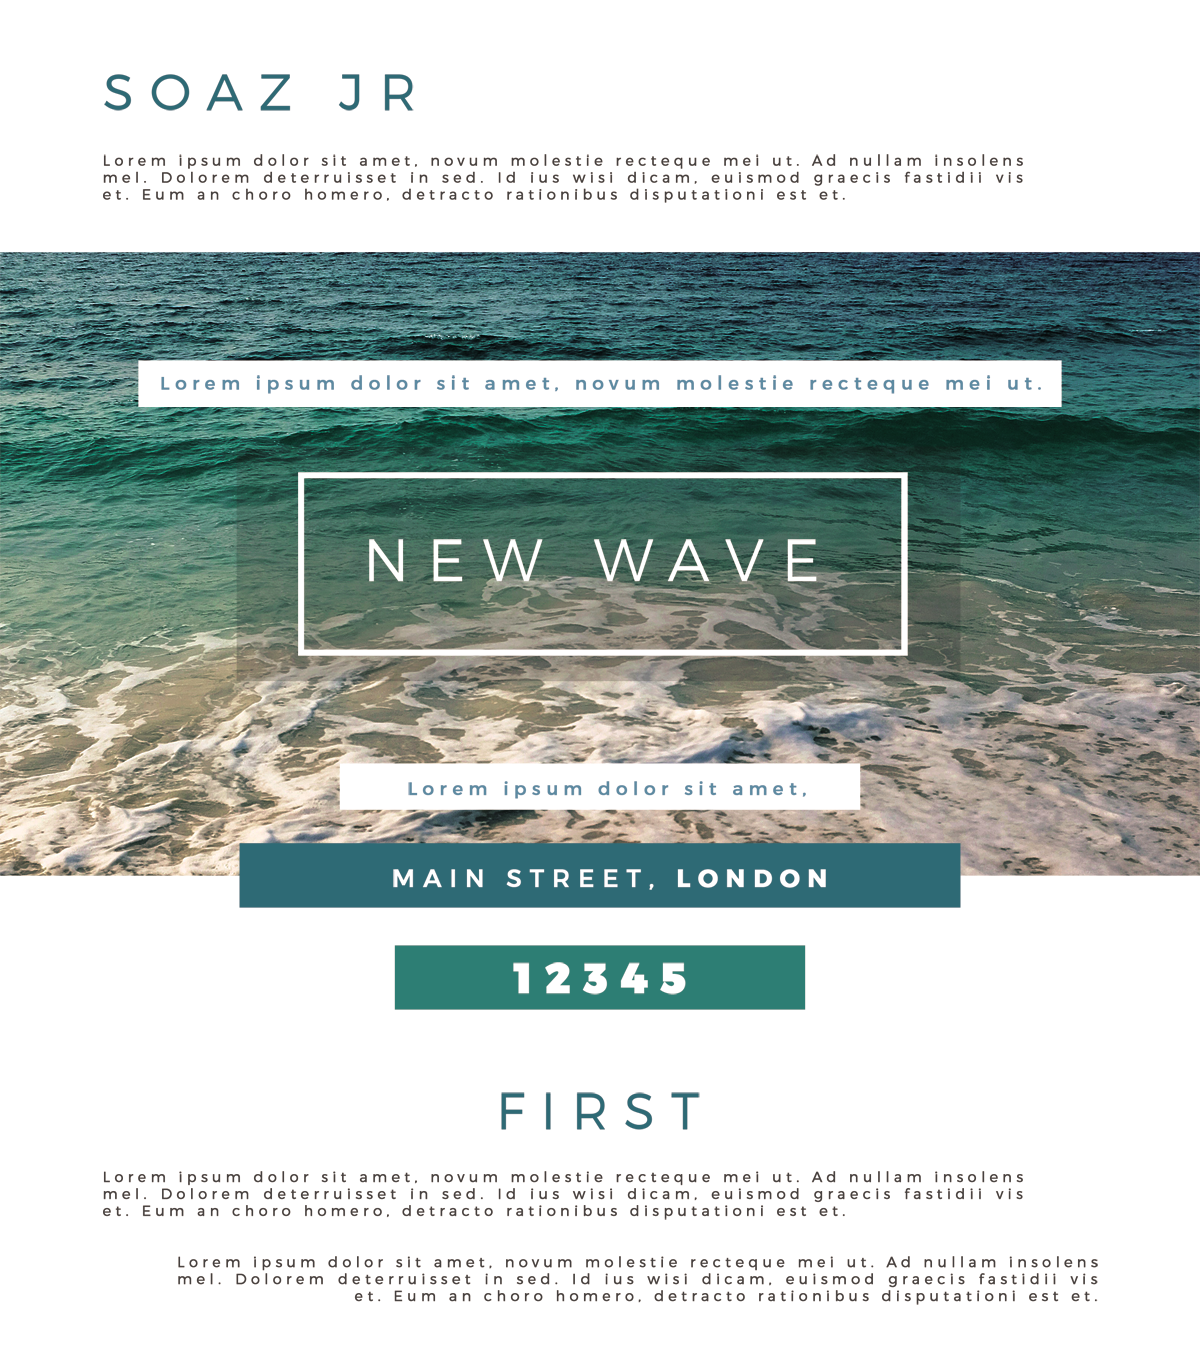 SOAZ JR
Lorem ipsum dolor sit amet, novum molestie recteque mei ut. Ad nullam insolens
mel. Dolorem deterruisset in sed. Id ius wisi dicam, euismod graecis fastidii vis
et. Eum an choro homero, detracto rationibus disputationi est et.
Lorem ipsum dolor sit amet, novum molestie recteque mei ut.
NEW WAVE
Lorem ipsum dolor sit amet,
MAIN STREET, LONDON
12345
FIRST
Lorem ipsum dolor sit amet, novum molestie recteque mei ut. Ad nullam insolens
mel. Dolorem deterruisset in sed. Id ius wisi dicam, euismod graecis fastidii vis
et. Eum an choro homero, detracto rationibus disputationi est et.
Lorem ipsum dolor sit amet, novum molestie recteque mei ut. Ad nullam insolens
mel. Dolorem deterruisset in sed. Id ius wisi dicam, euismod graecis fastidii vis
et. Eum an choro homero, detracto rationibus disputationi est et.